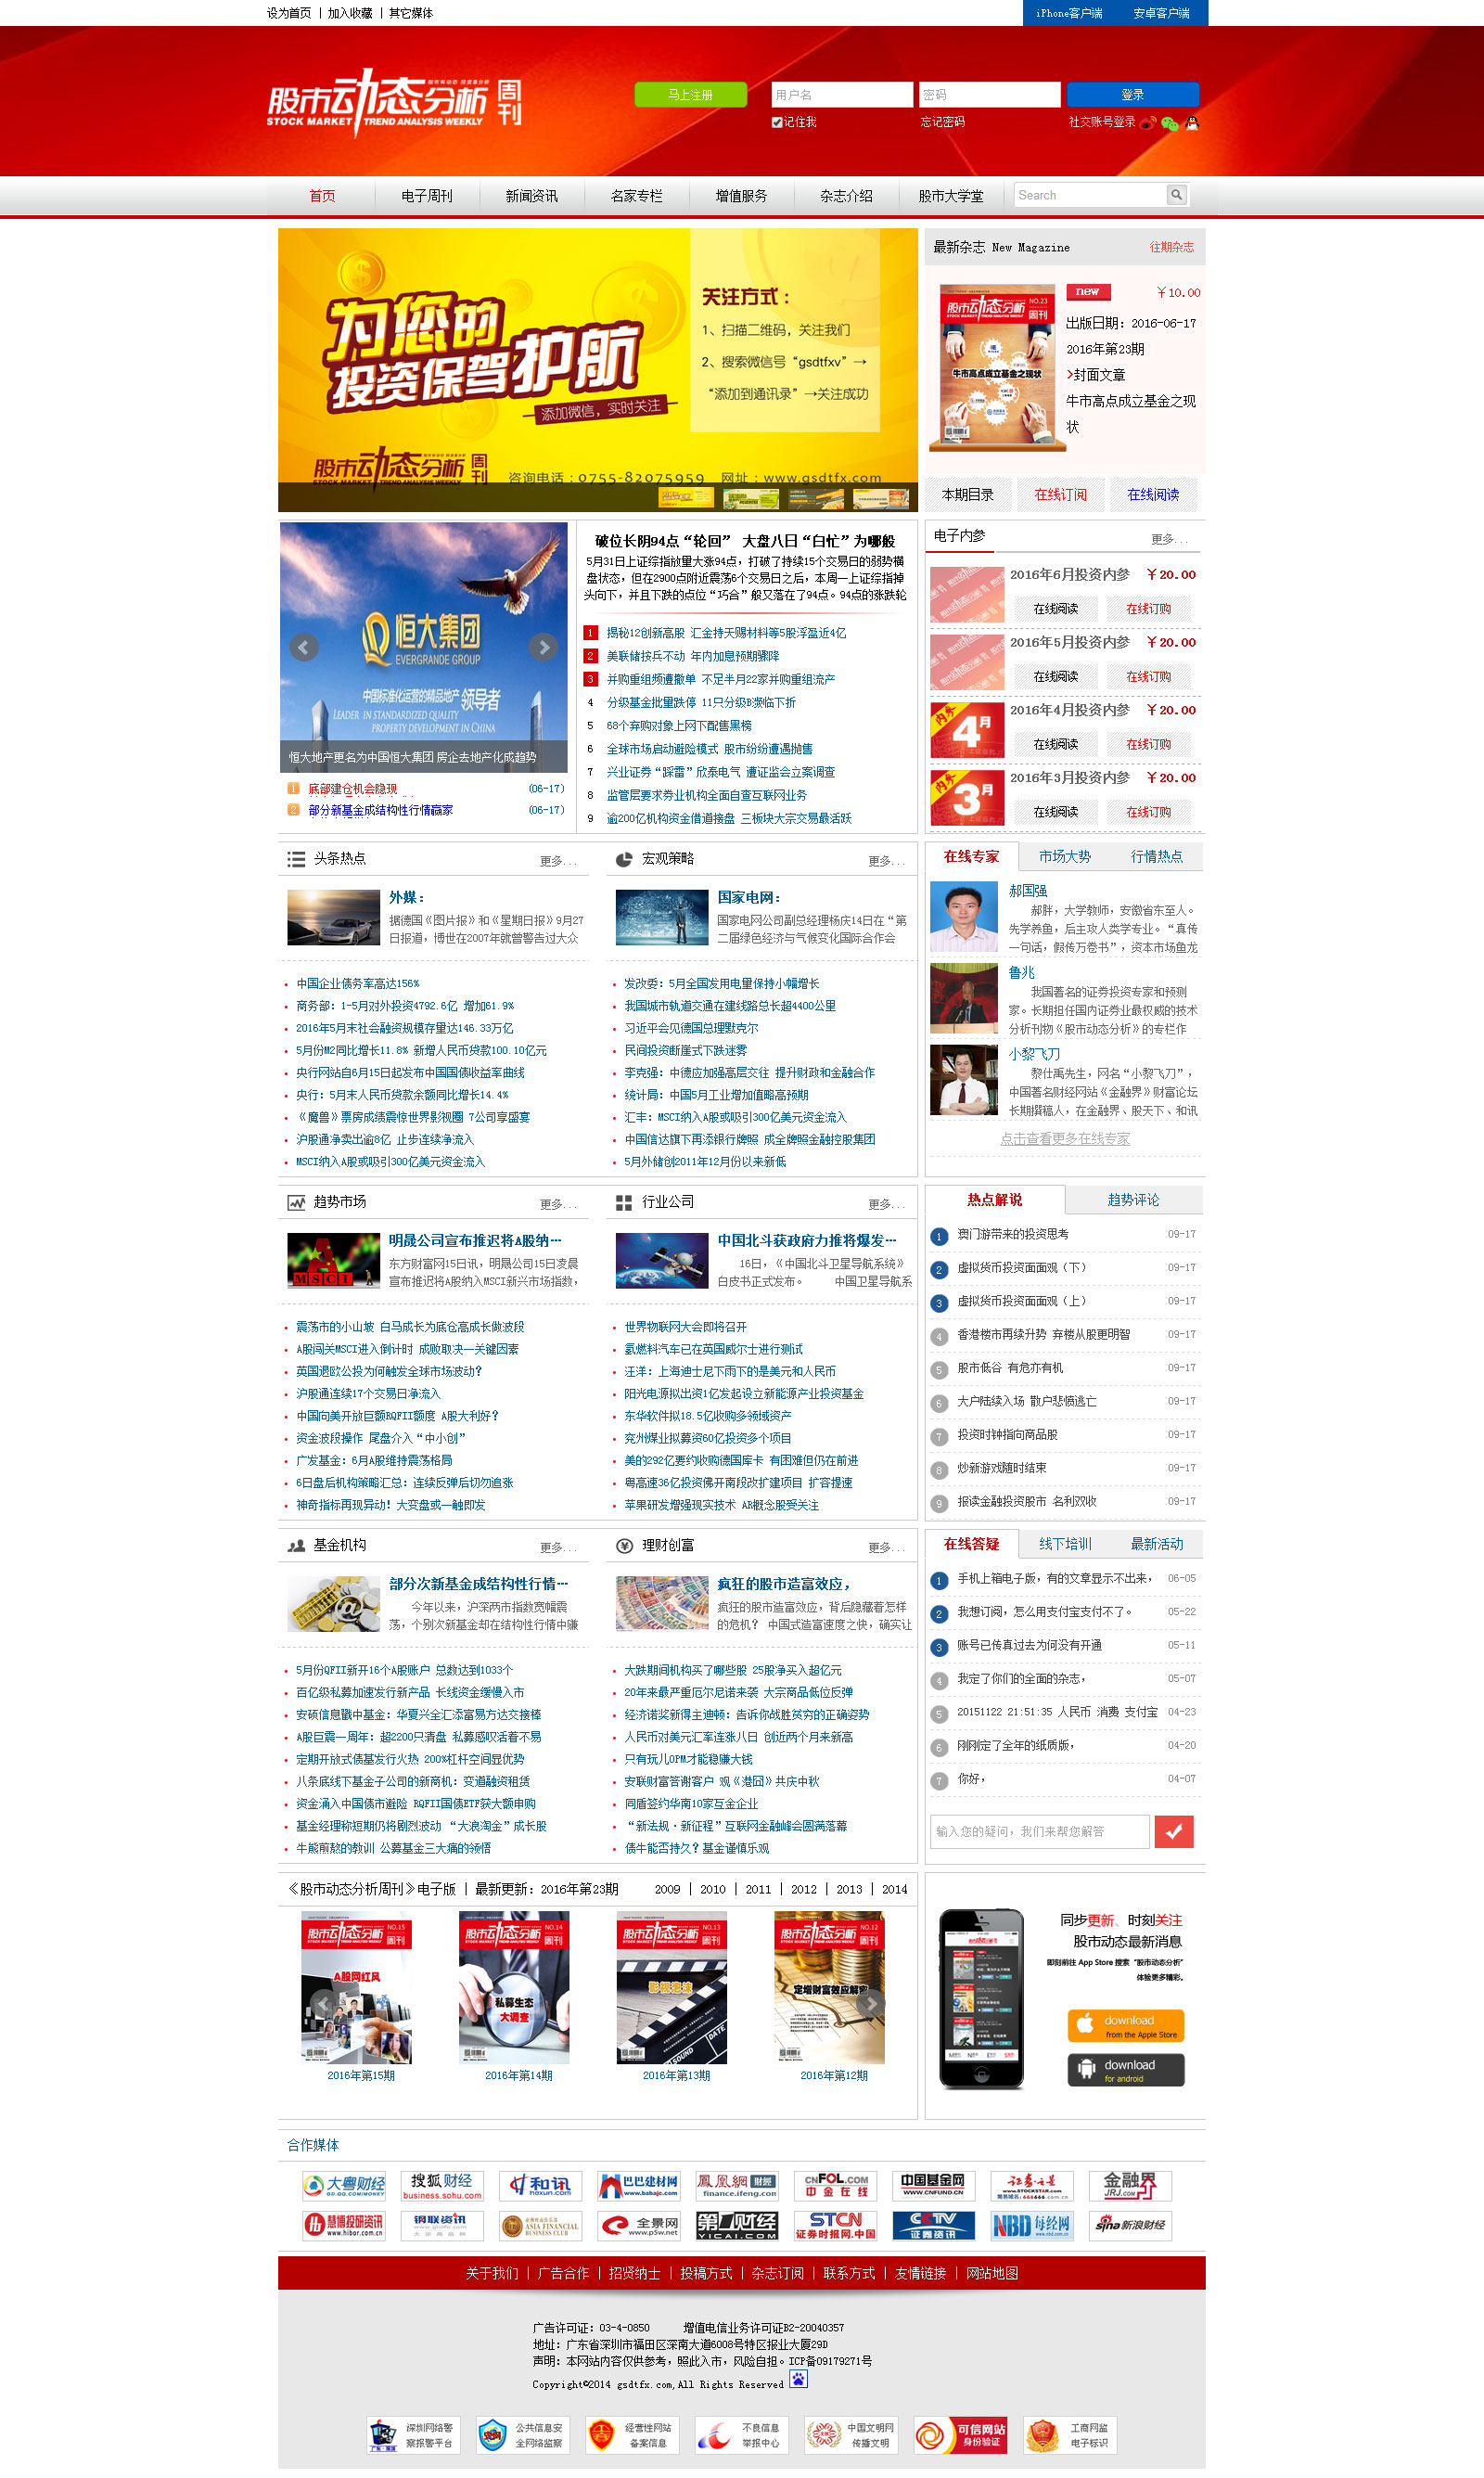 设为首页 | 加入收藏 | 其它媒体
iPhone客户端 安卓客户端
股市动态分析 周刊
STOCK MARKET TREND ANALYSIS WEEKLY
马上注册 用户名 密码 登录
记住我 忘记密码 社交账号登录
首页 电子周刊 新闻资讯 名家专栏 增值服务 杂志介绍 股市大学堂 Search
为您的
投资保驾护航
添加微信，实时关注
关注方式：
1、扫描二维码，关注我们
2、搜索微信号“gsdtfxv”→
“添加到通讯录”→关注成功
股市动态分析 周刊
咨询电话：0755-82075959 网址：www.gsdtfx.com
最新杂志 New Magazine 往期杂志
new ￥10.00
出版日期：2016-06-17
2016年第23期
封面文章
牛市高点成立基金之现
状
股市动态分析 NO.23 周刊
牛市高点成立基金之现状
本期目录 在线订阅 在线阅读
恒大集团
EVERGRANDE GROUP
中国标准化运营的精品地产 领导者
LEADER IN STANDARDIZED QUALITY
PROPERTY DEVELOPMENT IN CHINA
恒大地产更名为中国恒大集团 房企去地产化成趋势
1 底部建仓机会隐现 (06-17)
2 部分新基金成结构性行情赢家 (06-17)
破位长阴94点“轮回” 大盘八日“白忙”为哪般
5月31日上证综指放量大涨94点，打破了持续15个交易日的弱势横
盘状态，但在2900点附近震荡6个交易日之后，本周一上证综指掉
头向下，并且下跌的点位“巧合”般又落在了94点。94点的涨跌轮
1 揭秘12创新高股 汇金持天赐材料等5股浮盈近4亿
2 美联储按兵不动 年内加息预期骤降
3 并购重组频遭撤单 不足半月22家并购重组流产
4 分级基金批量跌停 11只分级B濒临下折
5 68个弃购对象上网下配售黑榜
6 全球市场启动避险模式 股市纷纷遭遇抛售
7 兴业证券“踩雷”欣泰电气 遭证监会立案调查
8 监管层要求券业机构全面自查互联网业务
9 逾200亿机构资金借道接盘 三板块大宗交易最活跃
电子内参 更多...
2016年6月投资内参 ￥20.00
在线阅读 在线订购
2016年5月投资内参 ￥20.00
在线阅读 在线订购
内参 4月 2016年4月投资内参 ￥20.00
在线阅读 在线订购
内参 3月 2016年3月投资内参 ￥20.00
在线阅读 在线订购
头条热点 更多...
外媒：
据德国《图片报》和《星期日报》9月27
日报道，博世在2007年就曾警告过大众
中国企业债务率高达156%
商务部：1-5月对外投资4792.6亿 增加61.9%
2016年5月末社会融资规模存量达146.33万亿
5月份M2同比增长11.8% 新增人民币贷款100.10亿元
央行网站自6月15日起发布中国国债收益率曲线
央行：5月末人民币贷款余额同比增长14.4%
《魔兽》票房成绩震惊世界影视圈 7公司享盛宴
沪股通净卖出逾8亿 止步连续净流入
MSCI纳入A股或吸引300亿美元资金流入
宏观策略 更多...
国家电网：
国家电网公司副总经理杨庆14日在“第
二届绿色经济与气候变化国际合作会
发改委：5月全国发用电量保持小幅增长
我国城市轨道交通在建线路总长超4400公里
习近平会见德国总理默克尔
民间投资断崖式下跌迷雾
李克强：中德应加强高层交往 提升财政和金融合作
统计局：中国5月工业增加值略高预期
汇丰：MSCI纳入A股或吸引300亿美元资金流入
中国信达旗下再添银行牌照 成全牌照金融控股集团
5月外储创2011年12月份以来新低
在线专家 市场大势 行情热点
郝国强
郝胖，大学教师，安徽省东至人。
先学养鱼，后主攻人类学专业。“真传
一句话，假传万卷书”，资本市场鱼龙
鲁兆
我国著名的证券投资专家和预测
家。长期担任国内证券业最权威的技术
分析刊物《股市动态分析》的专栏作
小黎飞刀
黎仕禹先生，网名“小黎飞刀”，
中国著名财经网站《金融界》财富论坛
长期撰稿人，在金融界、股天下、和讯
点击查看更多在线专家
趋势市场 更多...
MSCI
明晟公司宣布推迟将A股纳…
东方财富网15日讯，明晟公司15日凌晨
宣布推迟将A股纳入MSCI新兴市场指数，
震荡市的小山坡 白马成长为底仓高成长做波段
A股闯关MSCI进入倒计时 成败取决一关键因素
英国退欧公投为何触发全球市场波动？
沪股通连续17个交易日净流入
中国向美开放巨额RQFII额度 A股大利好？
资金波段操作 尾盘介入“中小创”
广发基金：6月A股维持震荡格局
6日盘后机构策略汇总：连续反弹后切勿追涨
神奇指标再现异动！大变盘或一触即发
行业公司 更多...
中国北斗获政府力推将爆发…
16日，《中国北斗卫星导航系统》
白皮书正式发布。 中国卫星导航系
世界物联网大会即将召开
氢燃料汽车已在英国威尔士进行测试
汪洋：上海迪士尼下雨下的是美元和人民币
阳光电源拟出资1亿发起设立新能源产业投资基金
东华软件拟18.5亿收购多领域资产
兖州煤业拟募资60亿投资多个项目
美的292亿要约收购德国库卡 有困难但仍在前进
粤高速36亿投资佛开南段改扩建项目 扩容提速
苹果研发增强现实技术 AR概念股受关注
热点解说 趋势评论
1 澳门游带来的投资思考 09-17
2 虚拟货币投资面面观（下） 09-17
3 虚拟货币投资面面观（上） 09-17
4 香港楼市再续升势 弃楼从股更明智 09-17
5 股市低谷 有危亦有机 09-17
6 大户陆续入场 散户悲愤逃亡 09-17
7 投资时钟指向商品股 09-17
8 炒新游戏随时结束 09-17
9 报读金融投资股市 名利双收 09-17
基金机构 更多...
部分次新基金成结构性行情…
今年以来，沪深两市指数宽幅震
荡，个别次新基金却在结构性行情中赚
5月份QFII新开16个A股账户 总数达到1033个
百亿级私募加速发行新产品 长线资金缓慢入市
安硕信息戳中基金：华夏兴全汇添富易方达交接棒
A股巨震一周年：超2200只清盘 私募感叹活着不易
定期开放式债基发行火热 200%杠杆空间显优势
八条底线下基金子公司的新商机：变道融资租赁
资金涌入中国债市避险 RQFII国债ETF获大额申购
基金经理称短期仍将剧烈波动 “大浪淘金”成长股
牛熊煎熬的教训 公募基金三大痛的领悟
理财创富 更多...
疯狂的股市造富效应，
疯狂的股市造富效应，背后隐藏着怎样
的危机？ 中国式造富速度之快，确实让
大跌期间机构买了哪些股 25股净买入超亿元
20年来最严重厄尔尼诺来袭 大宗商品低位反弹
经济诺奖新得主迪顿：告诉你战胜贫穷的正确姿势
人民币对美元汇率连涨八日 创近两个月来新高
只有玩儿OPM才能稳赚大钱
安联财富答谢客户 观《港囧》共庆中秋
同盾签约华南10家互金企业
“新法规·新征程”互联网金融峰会圆满落幕
债牛能否持久？基金谨慎乐观
在线答疑 线下培训 最新活动
1 手机上箱电子版，有的文章显示不出来， 06-05
2 我想订阅，怎么用支付宝支付不了。 05-22
3 账号已传真过去为何没有开通 05-11
4 我定了你们的全面的杂志， 05-07
5 20151122 21:51:35 人民币 消费 支付宝 04-23
6 刚刚定了全年的纸质版， 04-20
7 你好， 04-07
输入您的疑问，我们来帮您解答
《股市动态分析周刊》电子版 | 最新更新：2016年第23期 2009 | 2010 | 2011 | 2012 | 2013 | 2014
股市动态分析 NO.15 周刊
A股网红风
2016年第15期
股市动态分析 NO.14 周刊
私募生态
大调查
2016年第14期
股市动态分析 NO.13 周刊
影视泡沫
2016年第13期
股市动态分析 NO.12 周刊
定增财富效应解密
2016年第12期
同步更新、时刻关注
股市动态最新消息
即刻前往 App Store 搜索 “股市动态分析”
体验更多精彩。
download
from the Apple Store
download
for android
合作媒体
大粤财经 GD.QQ.COM/MONEY
搜狐财经 business.sohu.com
和讯 hexun.com
巴巴建材网 www.babajc.com
鳳凰網 财经 finance.ifeng.com
CNFOL.COM 中金在线
中国基金网 WWW.CNFUND.CN
证券之星 WWW.STOCKSTAR.COM
金融界 JRJ.COM
慧博投研资讯 www.hibor.com.cn
钢联资讯
ASIA FINANCIAL BUSINESS CLUB
全景网 www.p5w.net
第1财经 YICAI.COM
STCN 证券时报网.中国
CCTV 证券资讯
NBD 每经网
sina 新浪财经
关于我们 | 广告合作 | 招贤纳士 | 投稿方式 | 杂志订阅 | 联系方式 | 友情链接 | 网站地图
广告许可证：03-4-0850 增值电信业务许可证B2-20040357
地址：广东省深圳市福田区深南大道6008号特区报业大厦29D
声明：本网站内容仅供参考，照此入市，风险自担。ICP备09179271号
Copyright©2014 gsdtfx.com,All Rights Reserved
深圳网络警
察报警平台
公共信息安
全网络监察
经营性网站
备案信息
不良信息
举报中心
中国文明网
传播文明
可信网站
身份验证
工商网监
电子标识